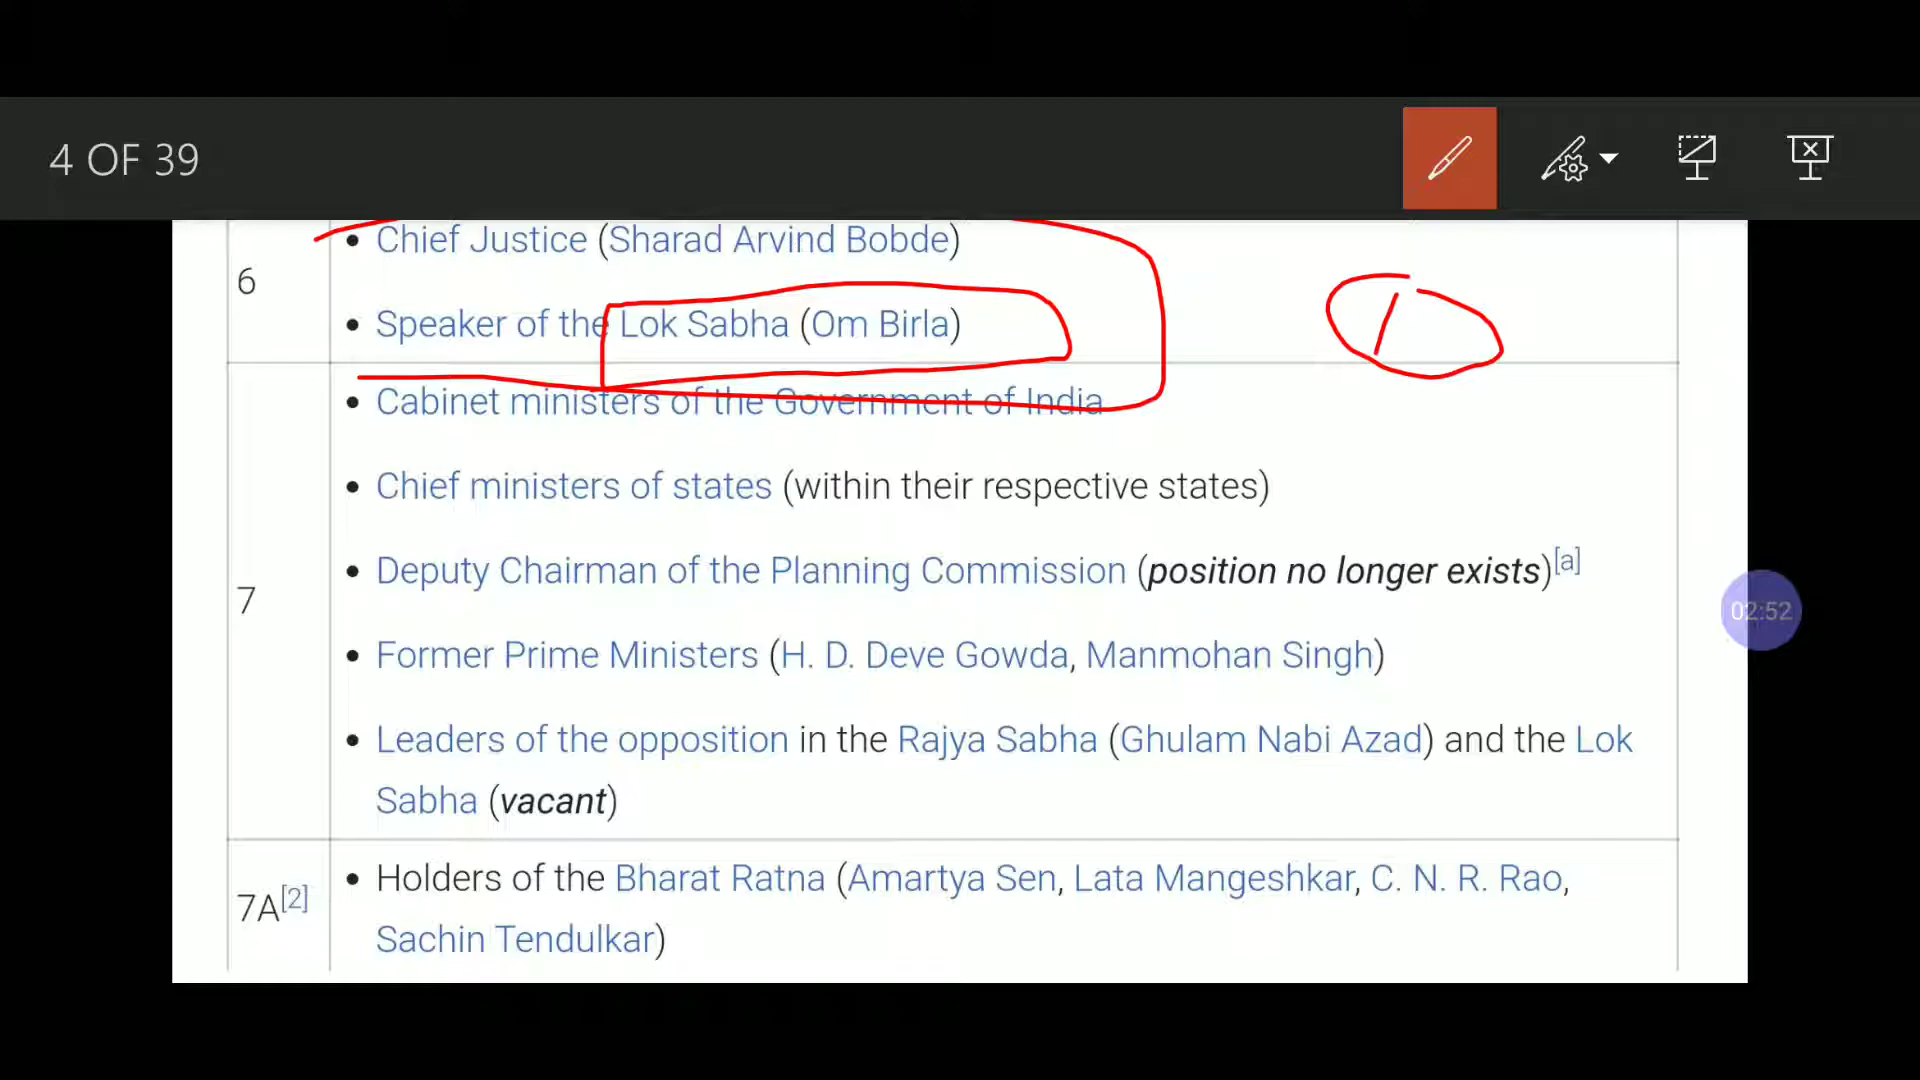 4 OF 39
6
• Chief Justice (Sharad Arvind Bobde)
• Speaker of the Lok Sabha (Om Birla)
7
• Cabinet ministers of the Government of India
• Chief ministers of states (within their respective states)
• Deputy Chairman of the Planning Commission (position no longer exists)[a]
• Former Prime Ministers (H. D. Deve Gowda, Manmohan Singh)
• Leaders of the opposition in the Rajya Sabha (Ghulam Nabi Azad) and the Lok
Sabha (vacant)
7A[2]
• Holders of the Bharat Ratna (Amartya Sen, Lata Mangeshkar, C. N. R. Rao,
Sachin Tendulkar)
02:52